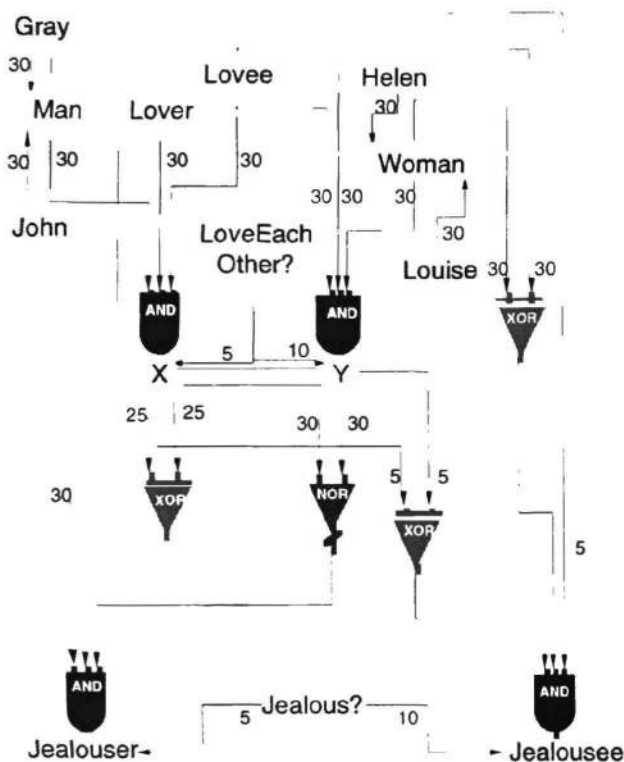 Gray
30
Lovee
Helen
30
Man
Lover
Woman
30
30
30
30
30
30
30
30
John
LoveEach
Other?
Louise
30
30
AND
AND
XOR
5
10
X
Y
25
25
30
30
30
5
5
XOR
NOR
XOR
5
AND
AND
Jealous?
5
10
Jealouser
Jealousee